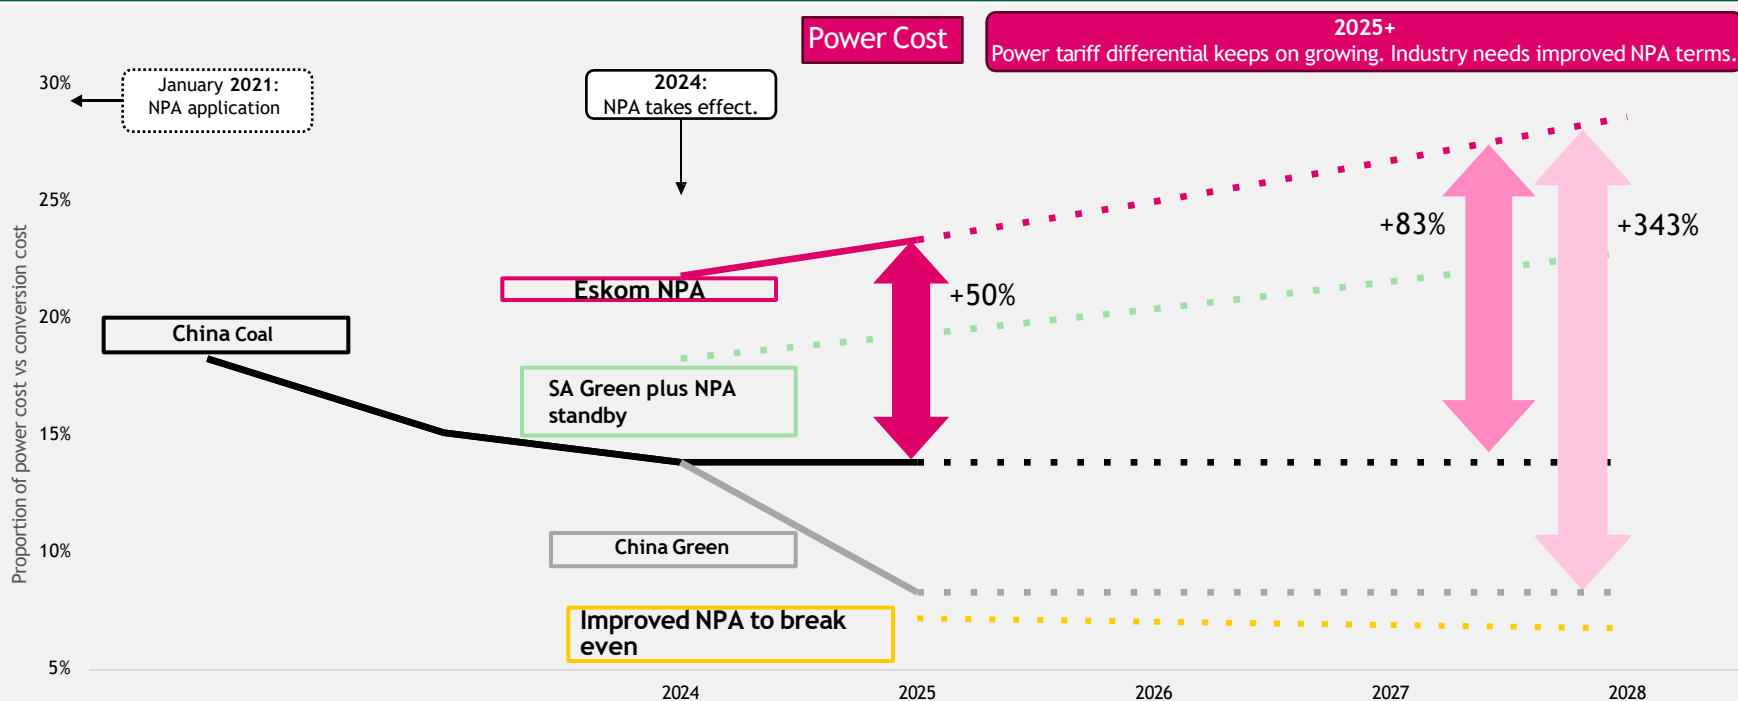 Power Cost
2025+
Power tariff differential keeps on growing. Industry needs improved NPA terms.
30%
January 2021:
NPA application
2024:
NPA takes effect.
25%
+83%
+343%
Eskom NPA
+50%
20%
China Coal
SA Green plus NPA
standby
15%
China Green
10%
Improved NPA to break
even
5%
Proportion of power cost vs conversion cost
2024
2025
2026
2027
2028